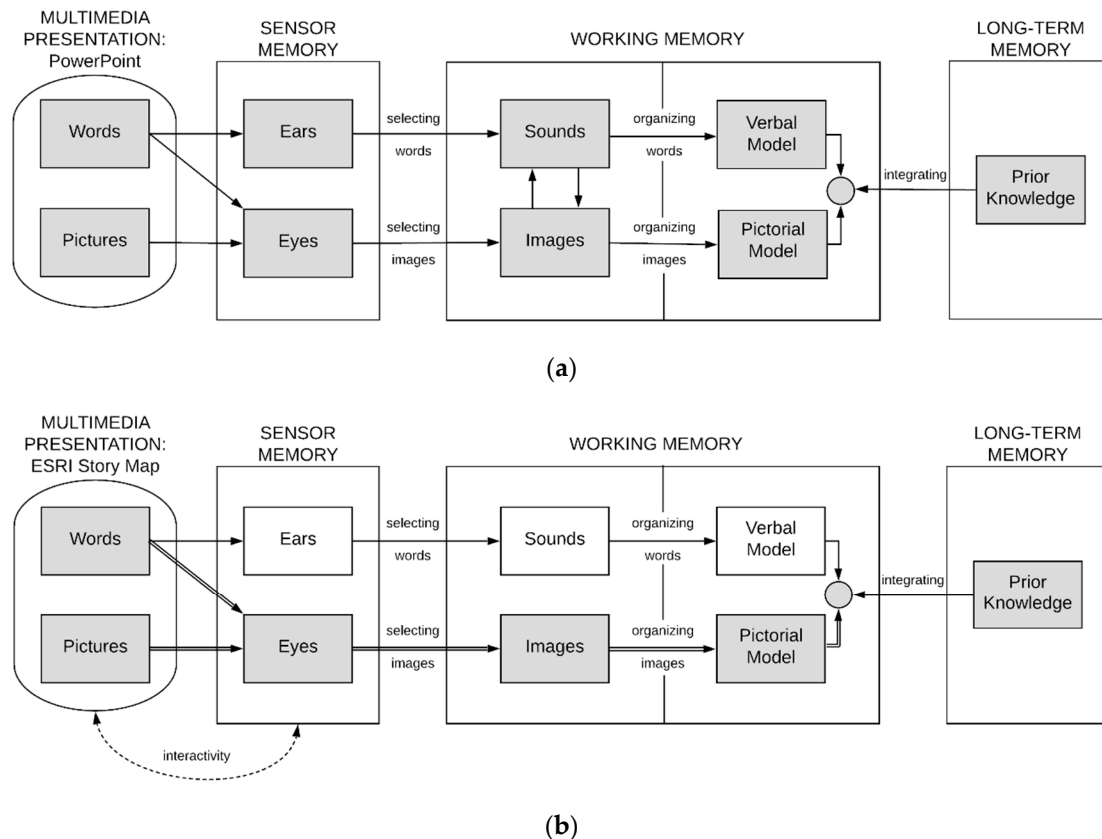 MULTIMEDIA
PRESENTATION:
PowerPoint
SENSOR
MEMORY
WORKING MEMORY
LONG-TERM
MEMORY
Words
Ears
selecting
words
Sounds
organizing
words
Verbal
Model
integrating
Prior
Knowledge
Pictures
Eyes
selecting
images
Images
organizing
images
Pictorial
Model
(a)
MULTIMEDIA
PRESENTATION:
ESRI Story Map
SENSOR
MEMORY
WORKING MEMORY
LONG-TERM
MEMORY
Words
Ears
selecting
words
Sounds
organizing
words
Verbal
Model
integrating
Prior
Knowledge
Pictures
Eyes
selecting
images
Images
organizing
images
Pictorial
Model
interactivity
(b)